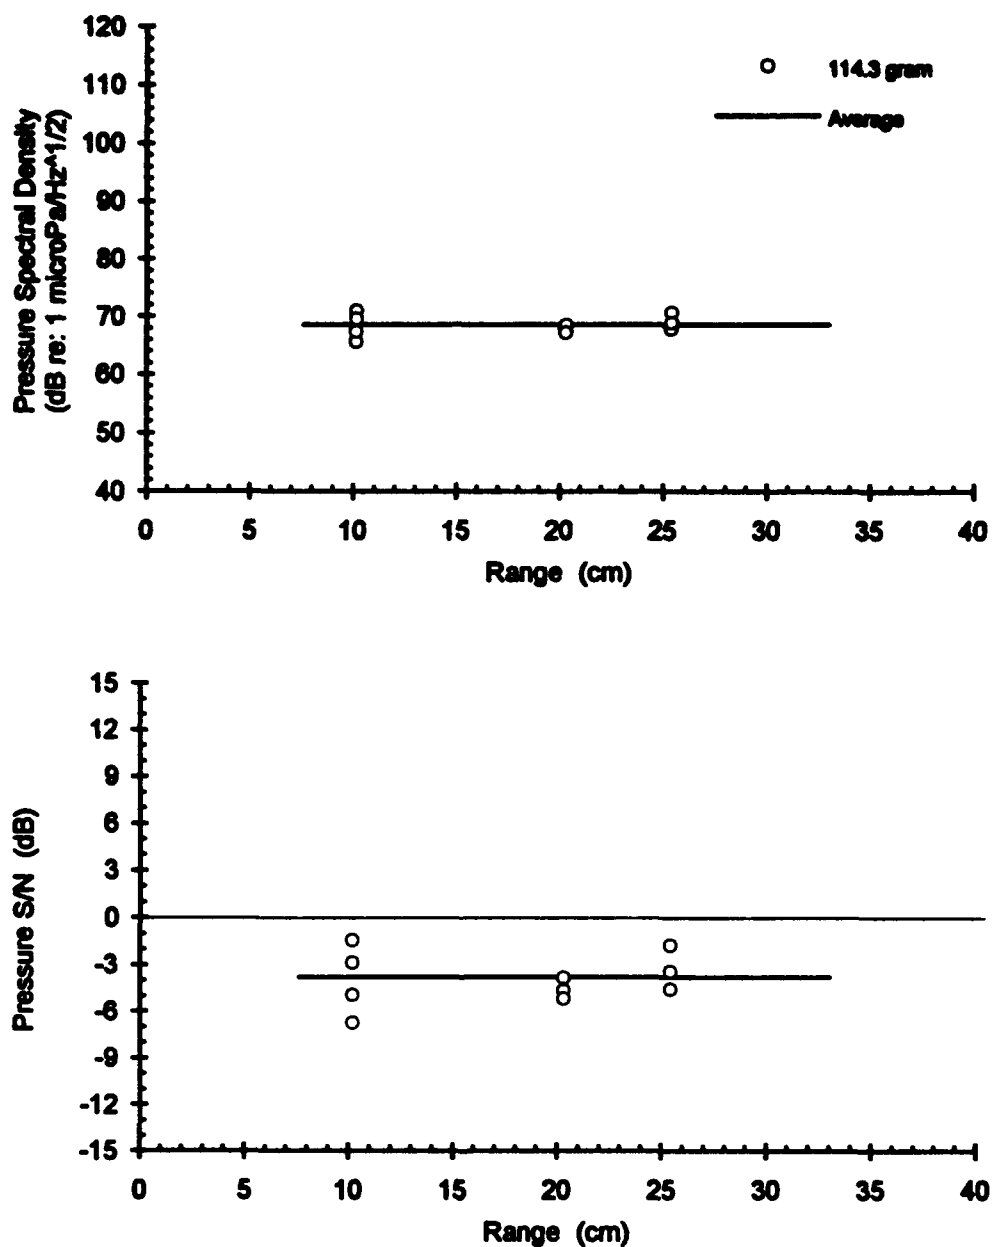 Pressure Spectral Density
(dB re: 1 microPa/Hz^1/2)
120
110
100
90
80
70
60
50
40
0 5 10 15 20 25 30 35 40
Range (cm)
114.3 gram
Average
Pressure S/N (dB)
15
12
9
6
3
0
-3
-6
-9
-12
-15
0 5 10 15 20 25 30 35 40
Range (cm)